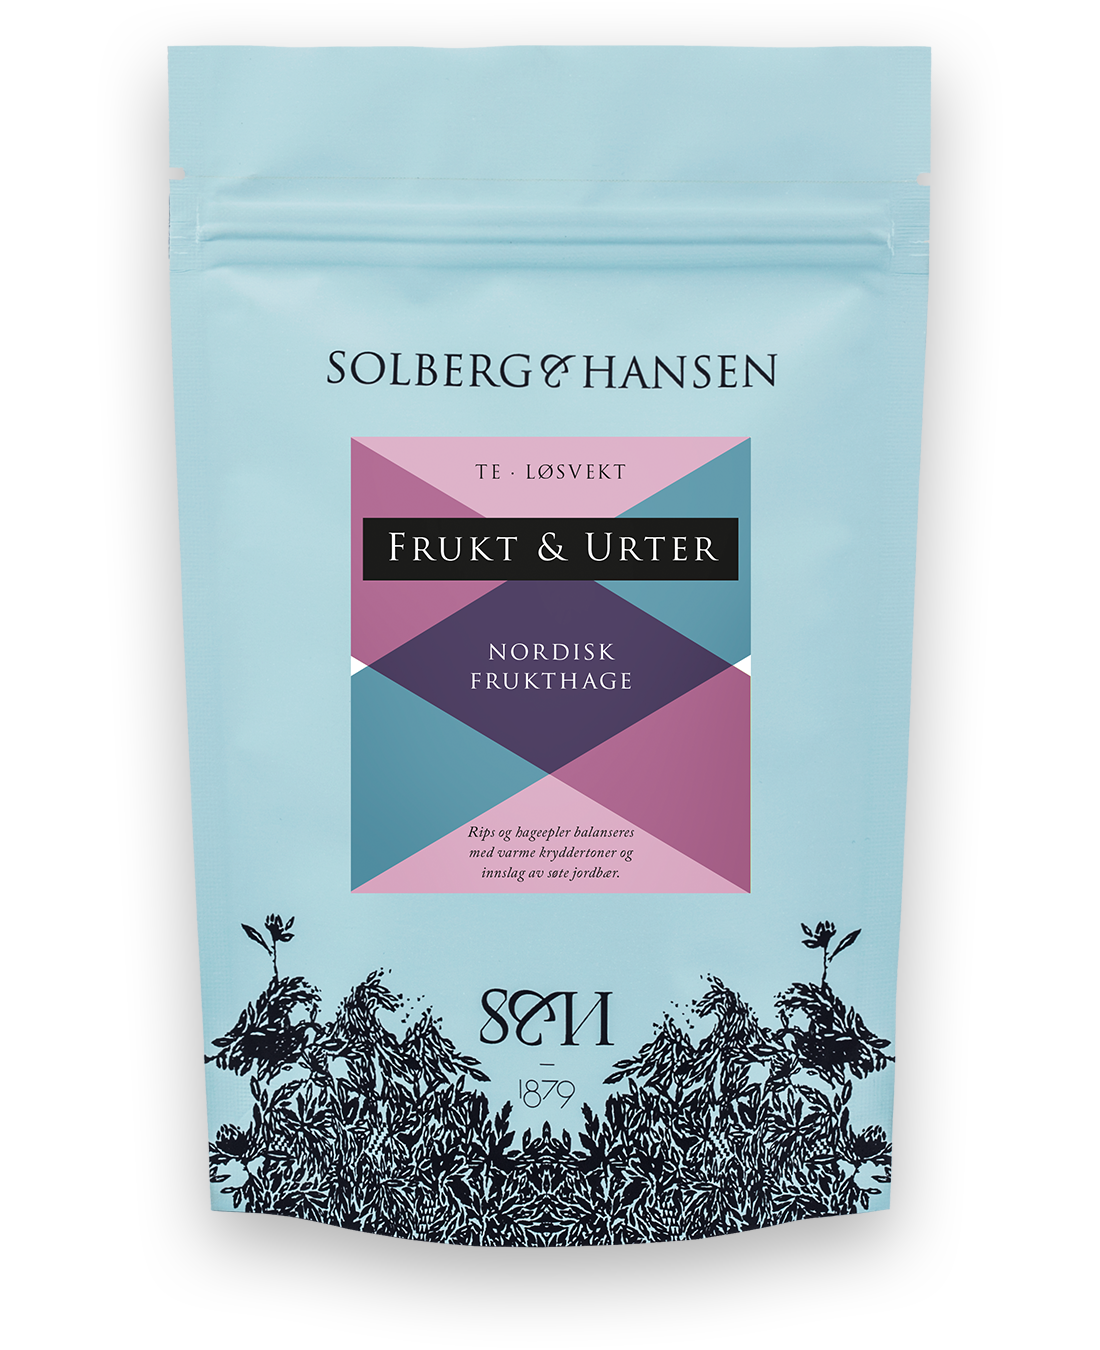 SOLBERG & HANSEN
TE · LØSVEKT
FRUKT & URTER
NORDISK
FRUKTHAGE
Rips og hageepler balanseres
med varme kryddertoner og
innslag av søte jordbær.
S&H
1879